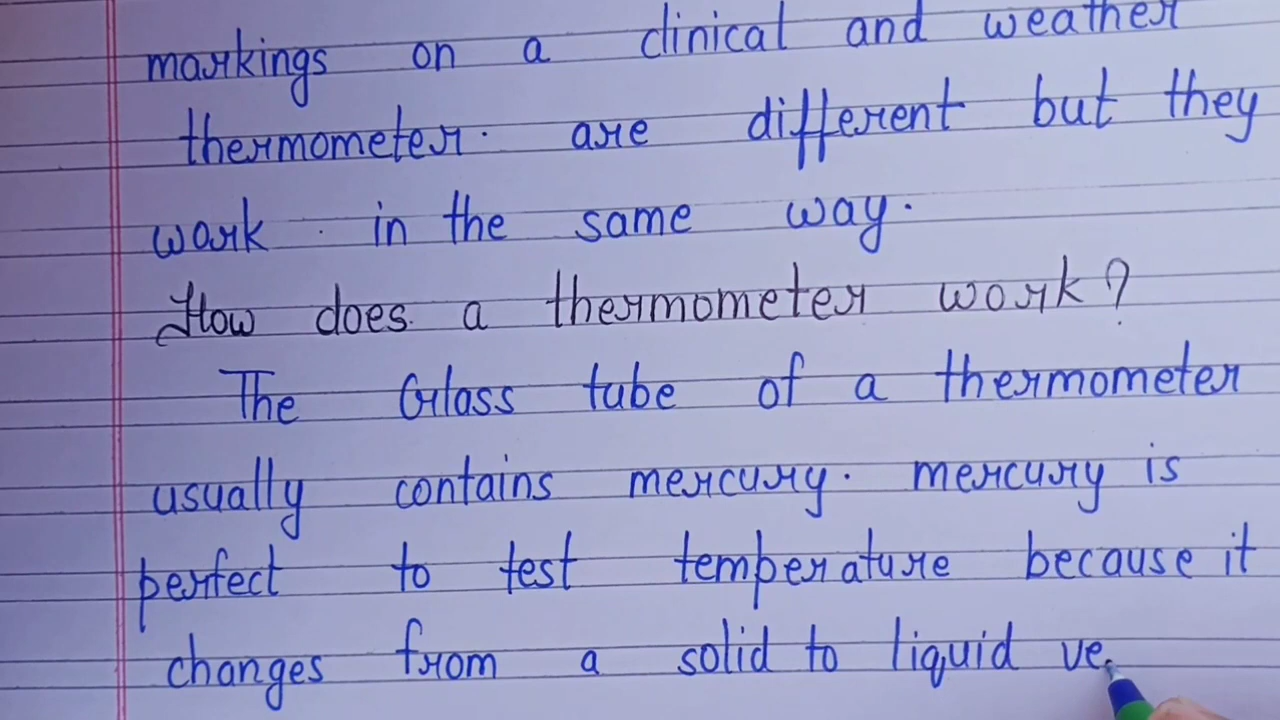 markings on a clinical and weather
thermometer. are different but they
work . in the same way.
How does a thermometer work?
The Glass tube of a thermometer
usually contains mercury. mercury is
perfect to test temperature because it
changes from a solid to liquid ve